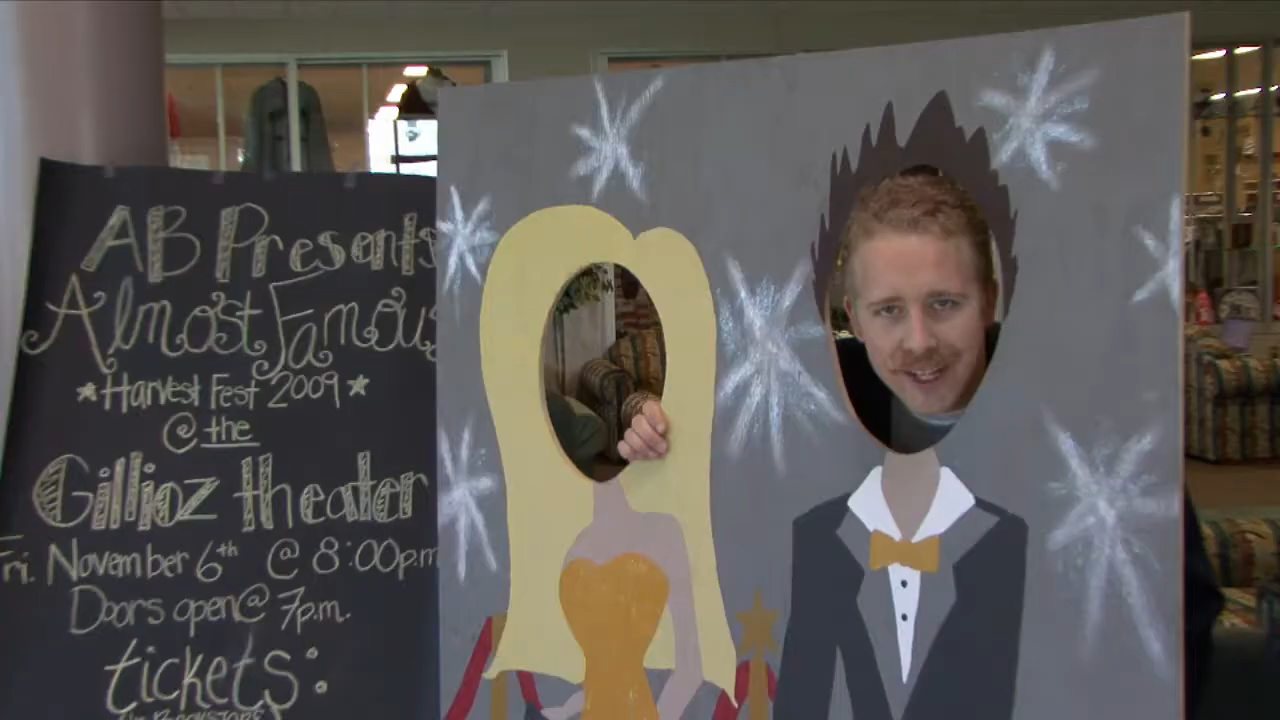 AB Presents
Almost Famous
Harvest Fest 2009
@ the
Gillioz theater
Fri. November 6th @ 8:00p.m
Doors open@ 7p.m.
tickets: